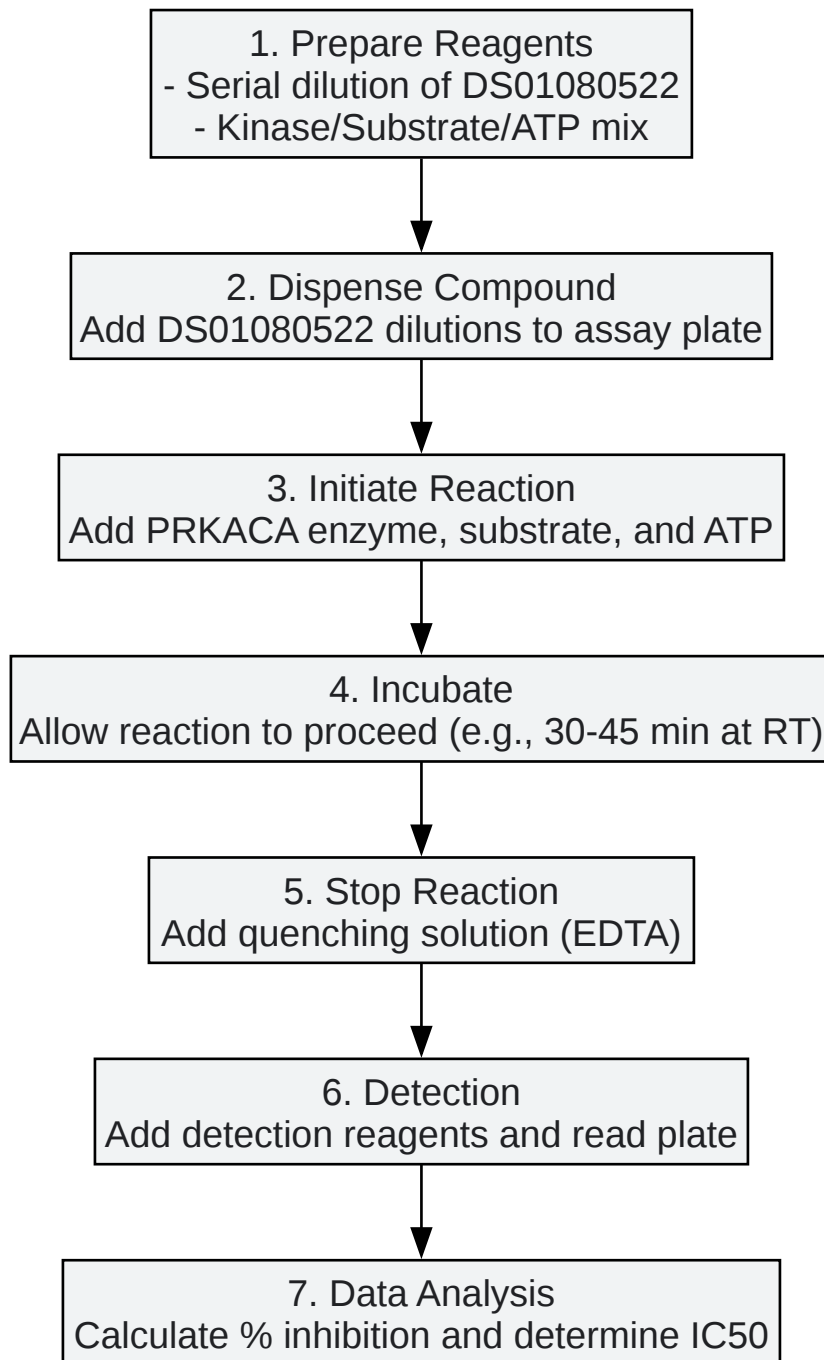 1. Prepare Reagents
- Serial dilution of DS01080522
- Kinase/Substrate/ATP mix
2. Dispense Compound
Add DS01080522 dilutions to assay plate
3. Initiate Reaction
Add PRKACA enzyme, substrate, and ATP
4. Incubate
Allow reaction to proceed (e.g., 30-45 min at RT)
5. Stop Reaction
Add quenching solution (EDTA)
6. Detection
Add detection reagents and read plate
7. Data Analysis
Calculate % inhibition and determine IC50